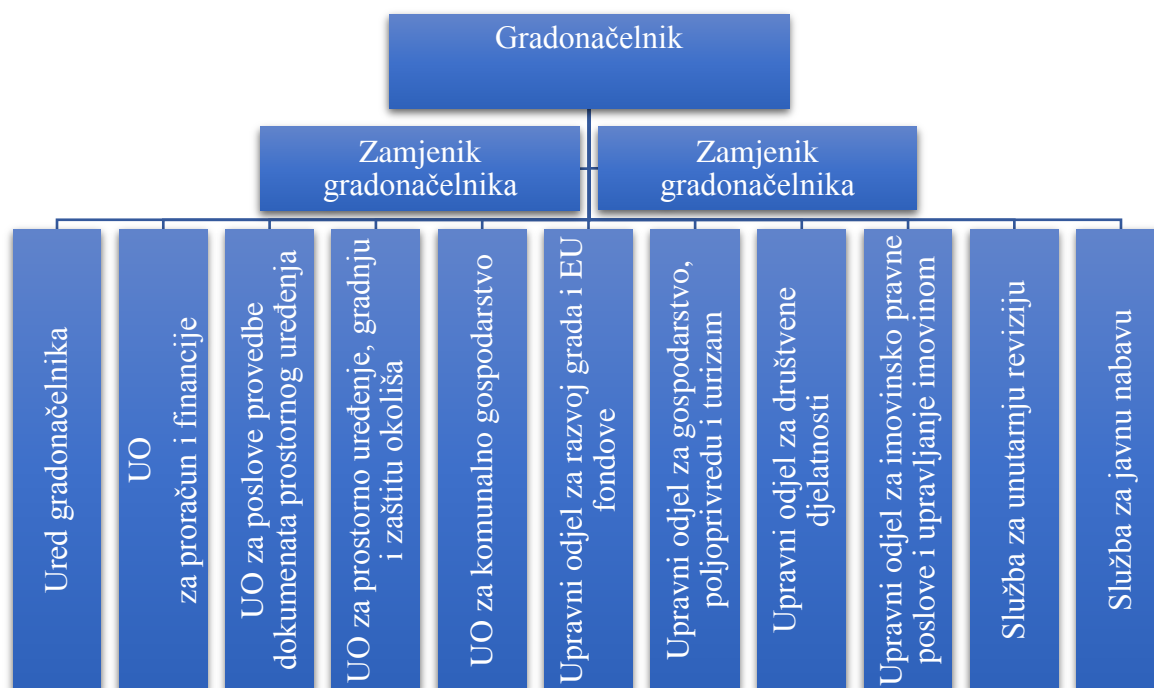 Gradonačelnik
Zamjenik
gradonačelnika
Zamjenik
gradonačelnika
Ured gradonačelnika
UO
za proračun i financije
UO za poslove provedbe
dokumenata prostornog uređenja
UO za prostorno uređenje, gradnju
i zaštitu okoliša
UO za komunalno gospodarstvo
Upravni odjel za razvoj grada i EU
fondove
Upravni odjel za gospodarstvo,
poljoprivredu i turizam
Upravni odjel za društvene
djelatnosti
Upravni odjel za imovinsko pravne
poslove i upravljanje imovinom
Služba za unutarnju reviziju
Služba za javnu nabavu